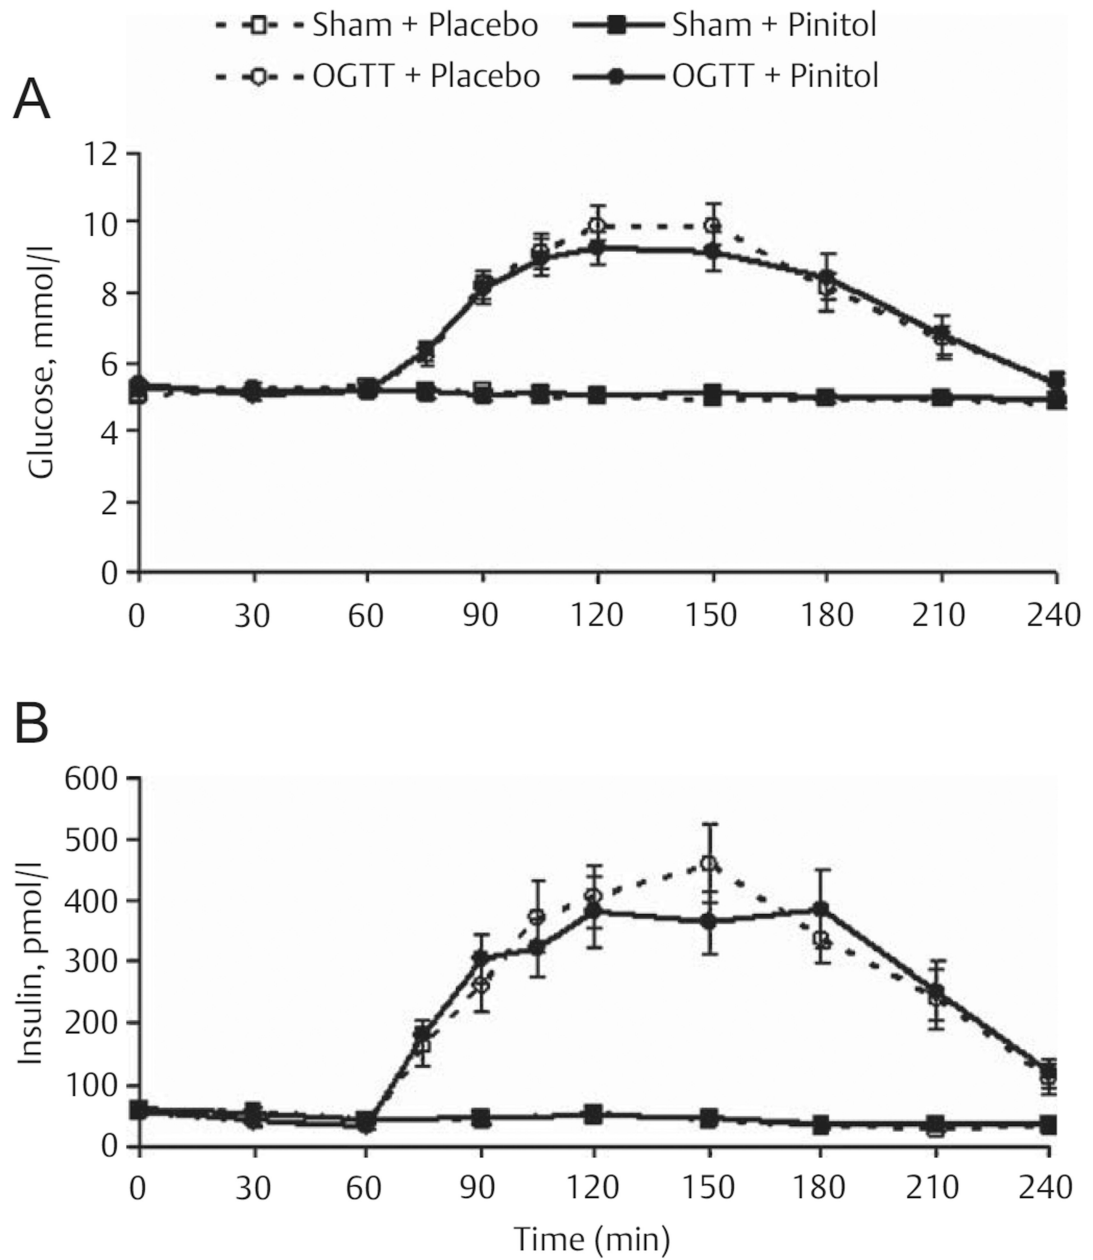 Sham + Placebo Sham + Pinitol
OGTT + Placebo OGTT + Pinitol
A
12
10
8
6
4
2
0
Glucose, mmol/l
0 30 60 90 120 150 180 210 240
B
600
500
400
300
200
100
0
Insulin, pmol/l
0 30 60 90 120 150 180 210 240
Time (min)